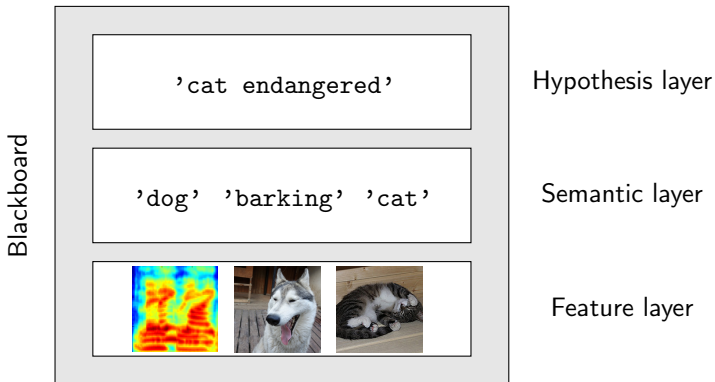 Blackboard
’cat endangered’
Hypothesis layer
’dog’ ’barking’ ’cat’
Semantic layer
Feature layer